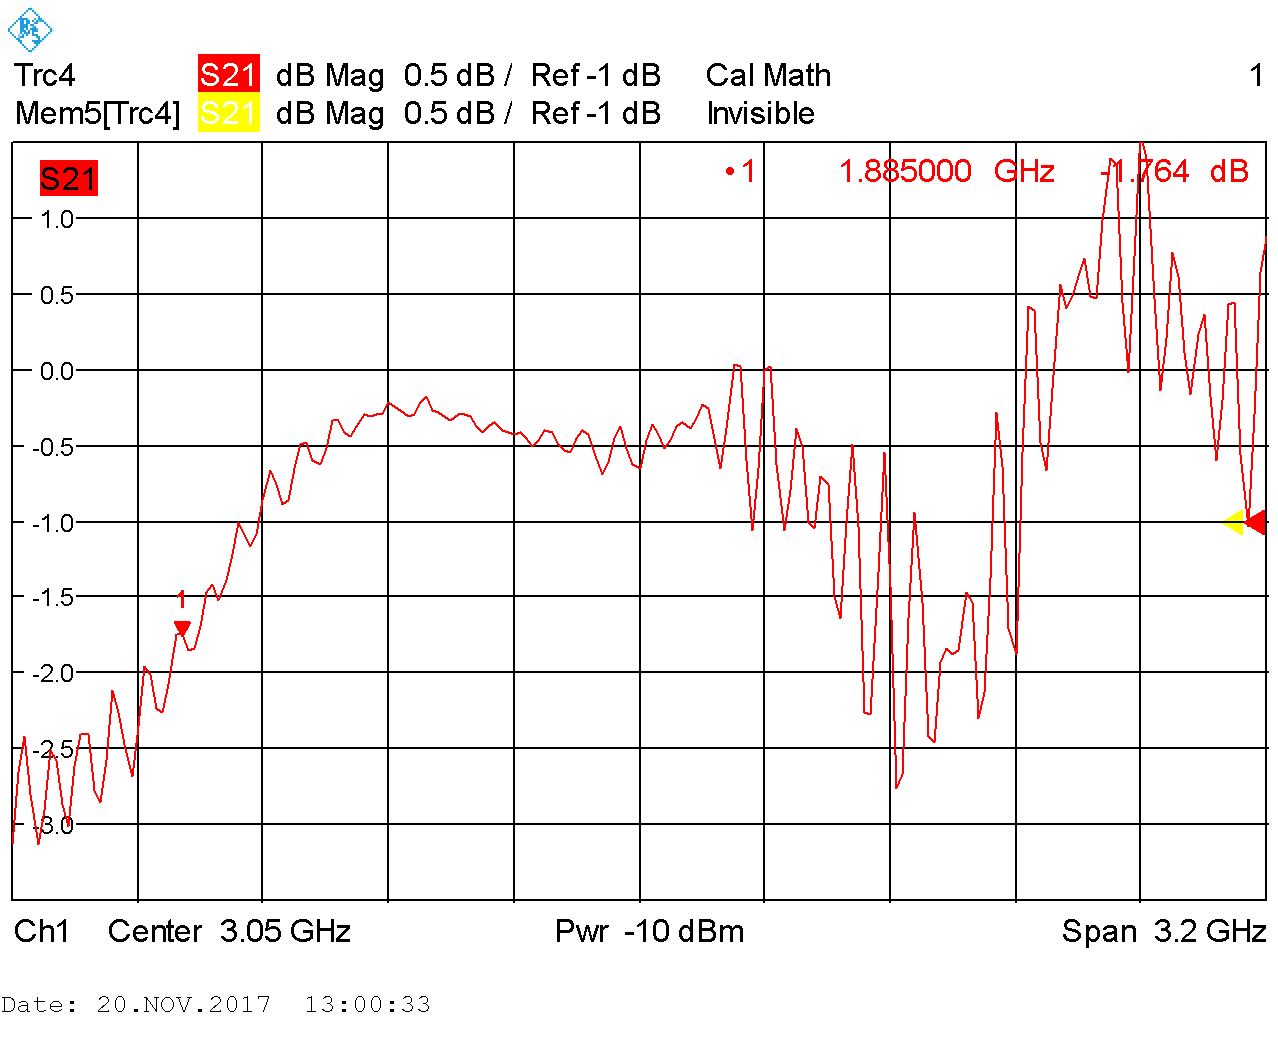 Trc4 S21 dB Mag 0.5 dB / Ref -1 dB Cal Math 1
Mem5[Trc4] S21 dB Mag 0.5 dB / Ref -1 dB Invisible
S21 •1 1.885000 GHz -1.764 dB
1.0
0.5
0.0
-0.5
-1.0
-1.5
1
-2.0
-2.5
-3.0
Ch1 Center 3.05 GHz Pwr -10 dBm Span 3.2 GHz
Date: 20.NOV.2017 13:00:33